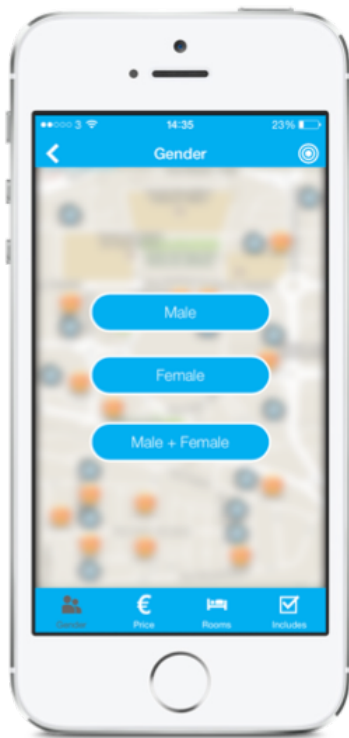 3 14:35 23%
Gender
Male
Female
Male + Female
€
Gender Price Rooms Includes